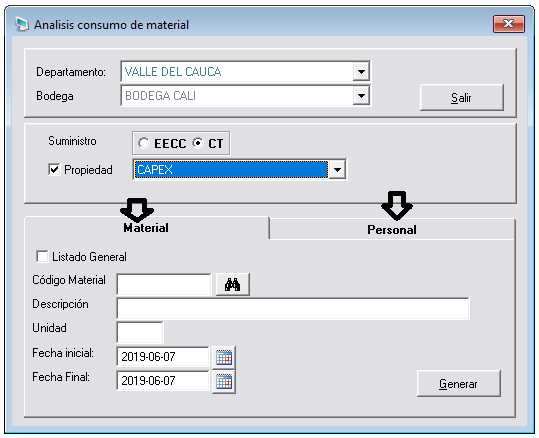 Analisis consumo de material
Departamento: VALLE DEL CAUCA
Bodega BODEGA CALI
Salir
Suministro EECC CT
Propiedad CAPEX
Material Personal
Listado General
Código Material
Descripción
Unidad
Fecha inicial: 2019-06-07
Fecha Final: 2019-06-07
Generar